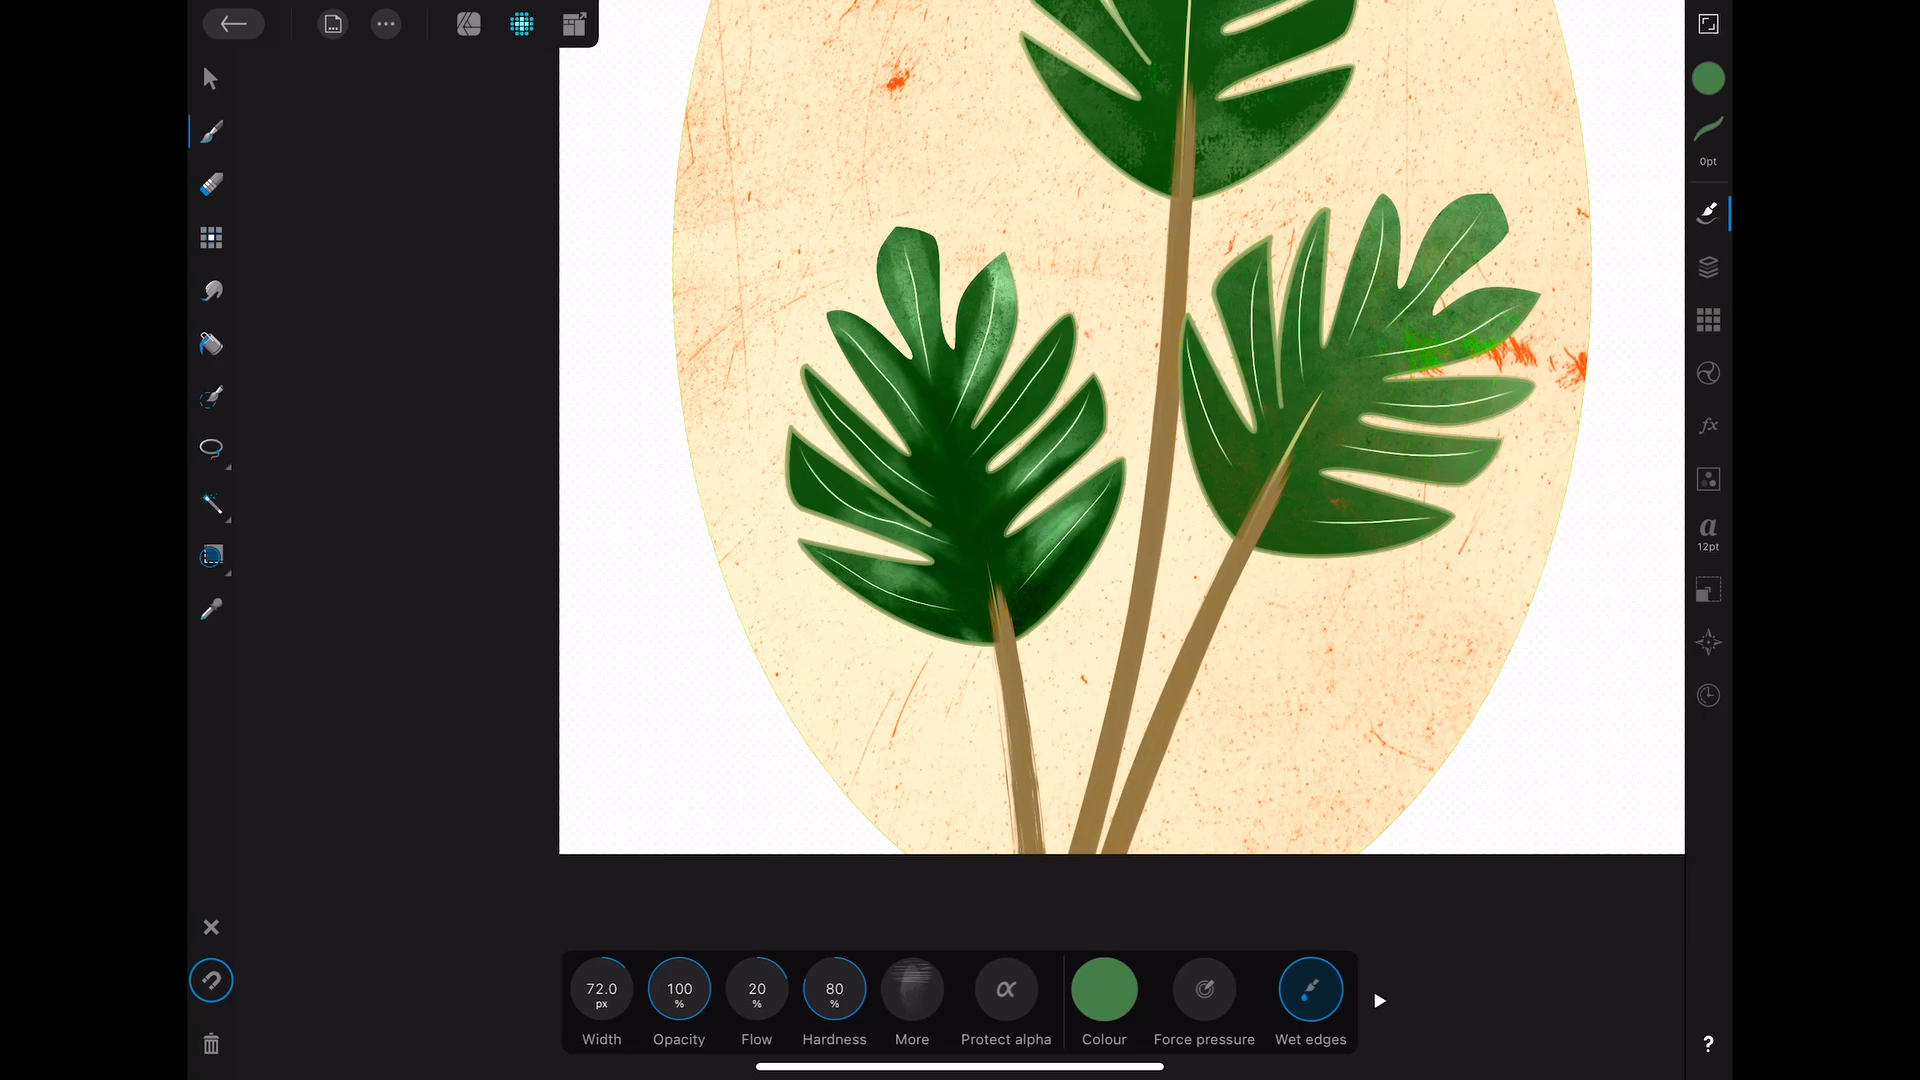 0pt
a
12pt
fx
72.0
px
100
%
20
%
80
%
α
Width
Opacity
Flow
Hardness
More
Protect alpha
Colour
Force pressure
Wet edges
?